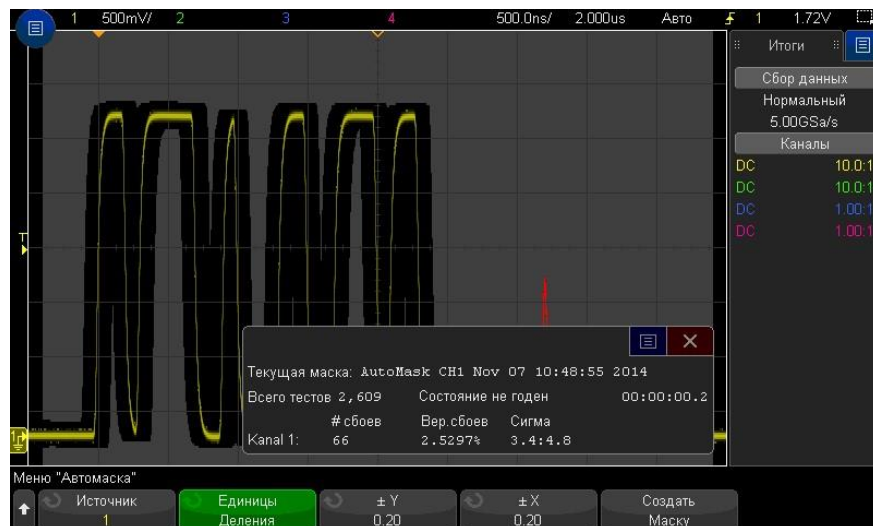 1 500mV/ 2 3 4 500.0ns/ 2.000us Авто 1 1.72V
Итоги
Сбор данных
Нормальный
5.00GSa/s
Каналы
DC 10.0:1
DC 10.0:1
DC 1.00:1
DC 1.00:1
T
Текущая маска: AutoMask CH1 Nov 07 10:48:55 2014
Всего тестов 2,609 Состояние не годен 00:00:00.2
# сбоев Вер.сбоев Сигма
Kanal 1: 66 2.5297% 3.4:4.8
1
Меню "Автомаска"
Источник Единицы ± Y ± X Создать
1 Деления 0.20 0.20 Маску